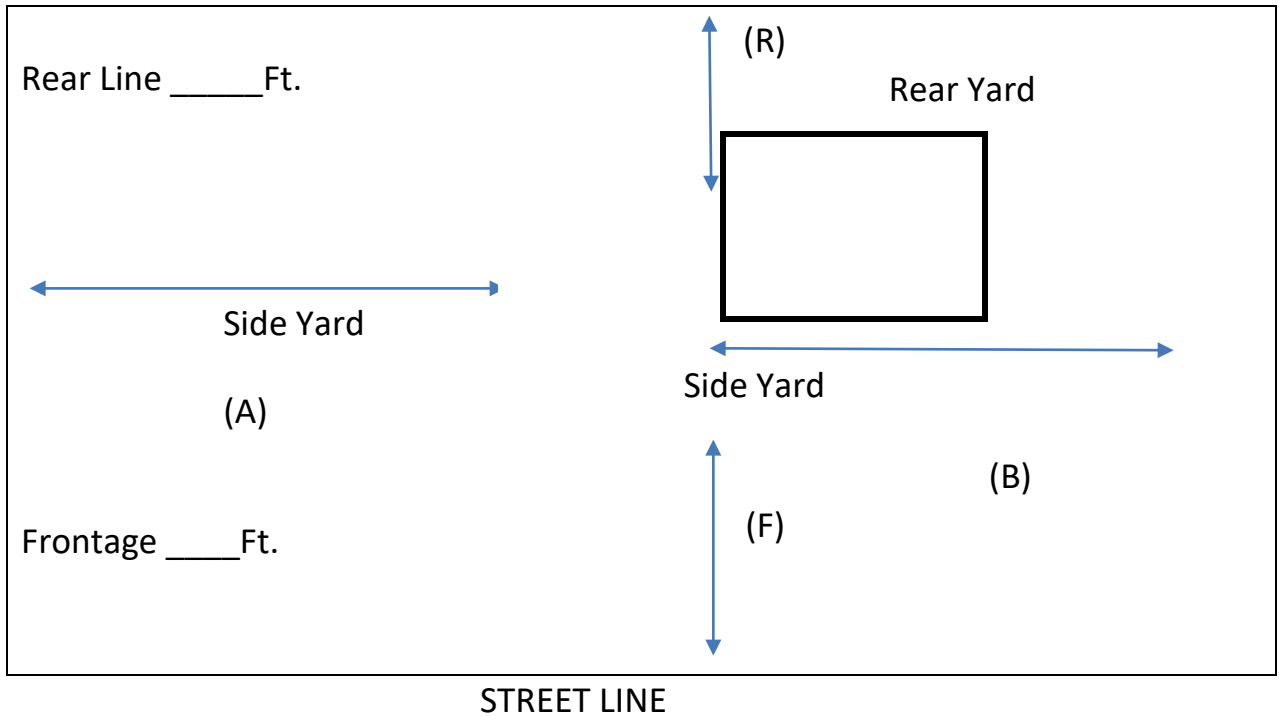 (R)
Rear Line _____Ft.
Rear Yard
Side Yard
Side Yard
(A)
(B)
(F)
Frontage ____Ft.
STREET LINE